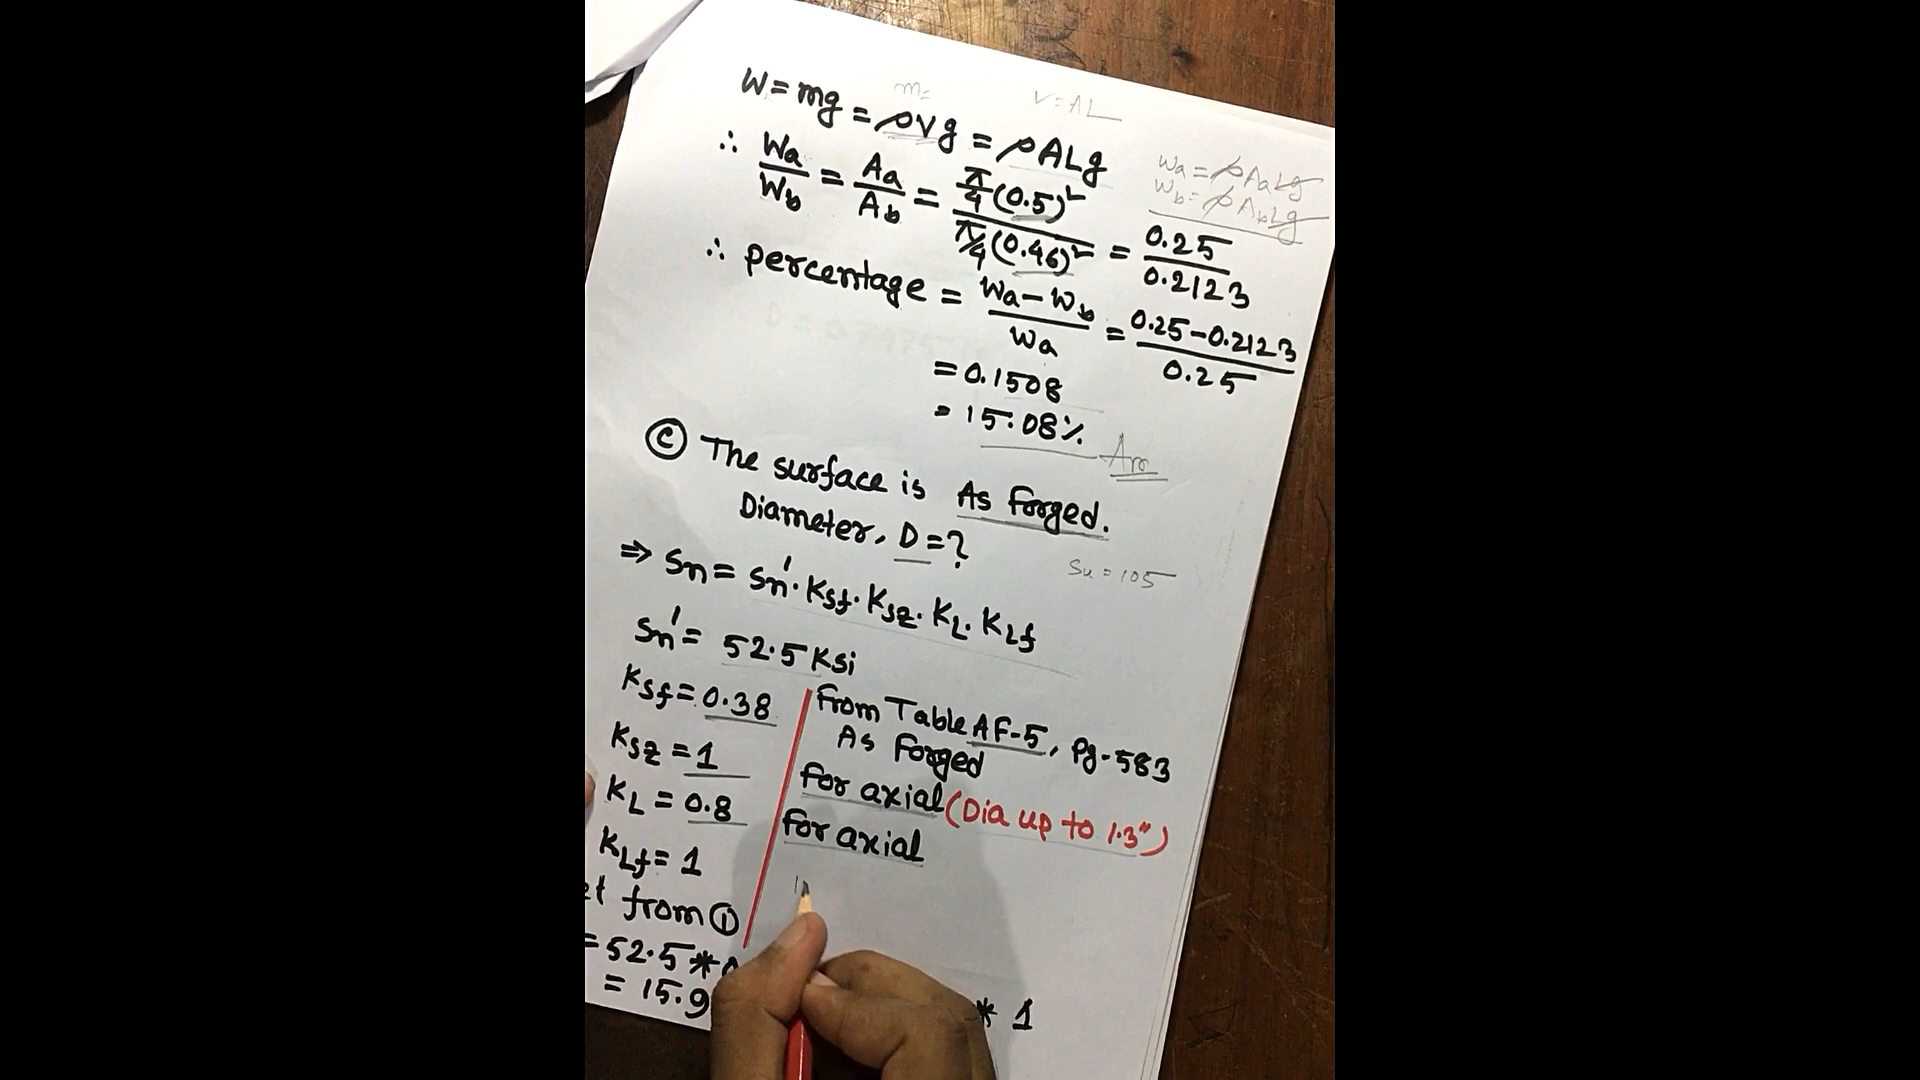 m=
V=AL
W=mg=ρVg=ρALg
∴ Wa/Wb = Aa/Ab = π/4(0.5)²/π/4(0.46)² = 0.25/0.2123
Wa=ρAaLg
Wb=ρAbLg
∴ percentage = Wa-Wb/Wa = 0.25-0.2123/0.25
=0.1508
=15.08%
Ⓒ The surface is As Forged.
Diameter, D=?
Su=105
⇒ Sn=Sn'.Ksf.Ksz.KL.KLf
Sn'= 52.5 Ksi
Ksf=0.38
From Table AF-5, Pg-583
As Forged
Ksz=1
For axial (Dia up to 1.3")
KL=0.8
For axial
KLf=1
from ①
=52.5*
* 1
= 15.9